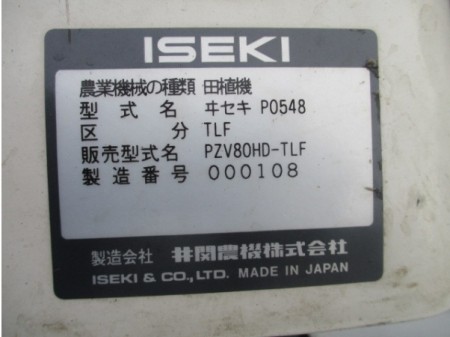 ISEKI
農業機械の種類 田植機
型式名 ヰセキ P0548
区分 TLF
販売型式名 PZV80HD-TLF
製造番号 000108
製造会社 井関農機株式会社
ISEKI & CO., LTD. MADE IN JAPAN